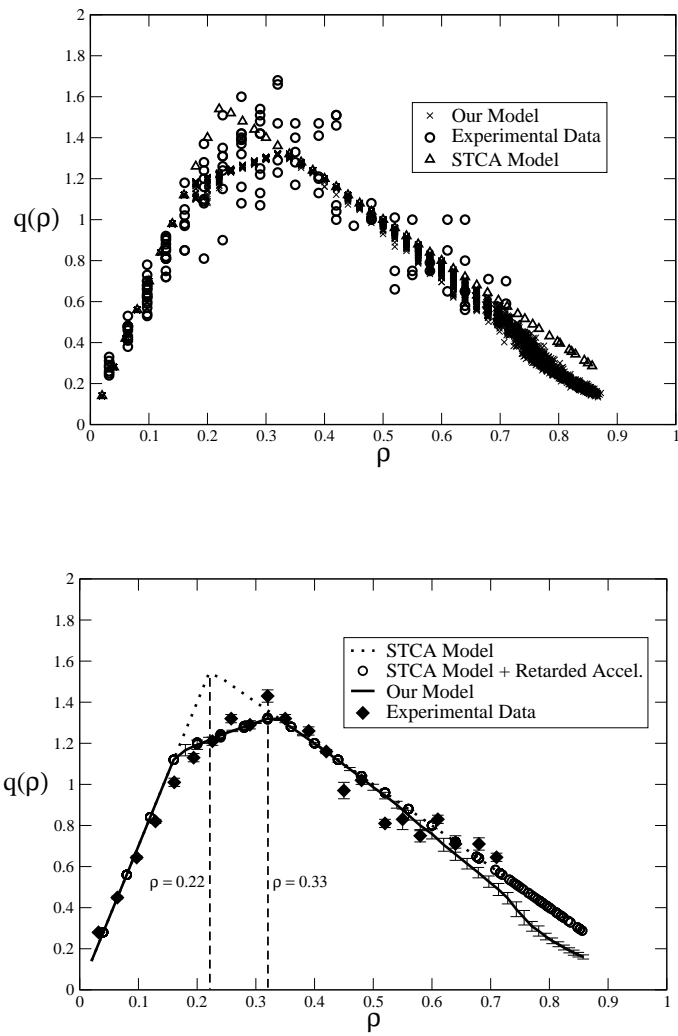 2
1.8
1.6
1.4
1.2
1
0.8
0.6
0.4
0.2
0
q(ρ)
Our Model
Experimental Data
STCA Model
0 0.1 0.2 0.3 0.4 0.5 0.6 0.7 0.8 0.9 1
ρ
2
1.8
1.6
1.4
1.2
1
0.8
0.6
0.4
0.2
0
q(ρ)
STCA Model
STCA Model + Retarded Accel.
Our Model
Experimental Data
ρ = 0.22 ρ = 0.33
0 0.1 0.2 0.3 0.4 0.5 0.6 0.7 0.8 0.9 1
ρ